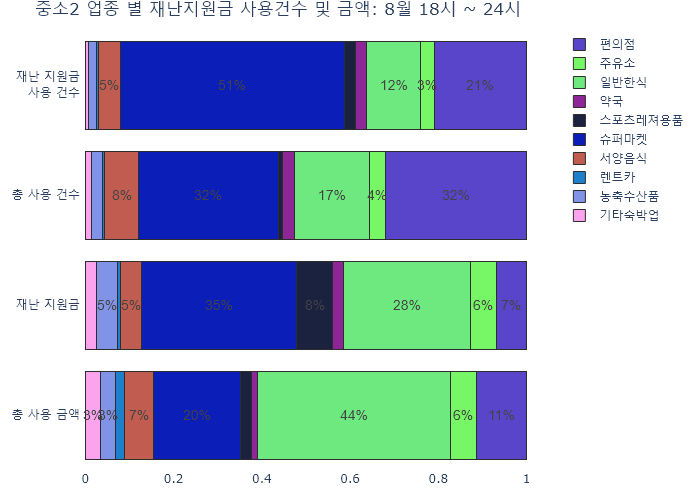 중소2 업종 별 재난지원금 사용건수 및 금액: 8월 18시 ~ 24시
재난 지원금
사용 건수
5%
51%
12%
3%
21%
총 사용 건수
8%
32%
17%
4%
32%
재난 지원금
5%
5%
35%
8%
28%
6%
7%
총 사용 금액
3%
3%
7%
20%
44%
6%
11%
0
0.2
0.4
0.6
0.8
1
편의점
주유소
일반한식
약국
스포츠레져용품
슈퍼마켓
서양음식
렌트카
농축수산품
기타숙박업